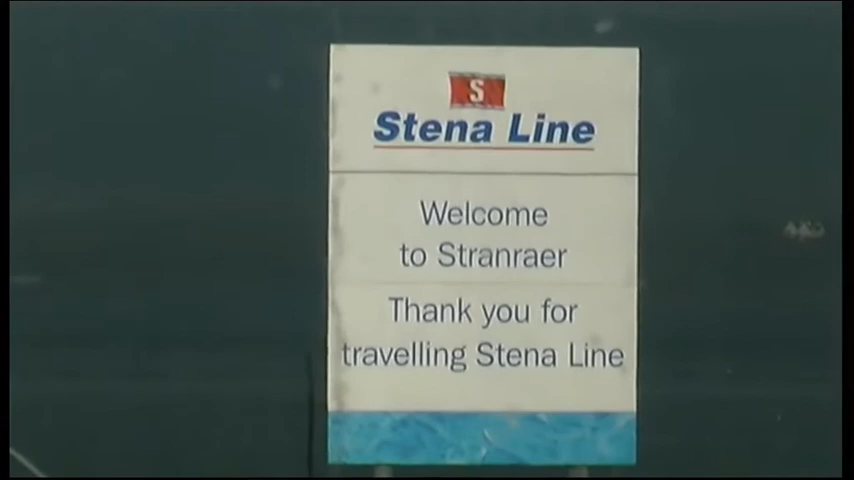 S
Stena Line
Welcome
to Stranraer
Thank you for
travelling Stena Line